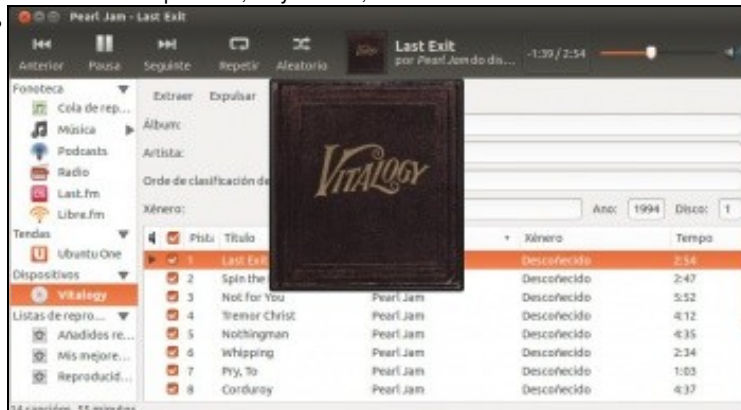 Pearl Jam - Last Exit
Anterior Pausa Seguinte Repetir Aleatorio
Last Exit
por Pearl Jam do dis...
-1:39 / 2:54
Fonoteca
Cola de rep...
Música
Podcasts
Radio
Last.fm
Libre.fm
Tendas
Ubuntu One
Dispositivos
Vitalogy
Listas de repro...
Añadidos re...
Mis mejore...
Reproducid...
Extraer Expulsar
Álbum:
Artista:
Orde de clasificación de
Xénero:
Ano: 1994 Disco: 1
VITALOGY
Pista Título Xénero Tempo
1 Last Exit Descoñecido 2:54
2 Spin the Descoñecido 2:47
3 Not for You Pearl Jam Descoñecido 5:52
4 Tremor Christ Pearl Jam Descoñecido 4:12
5 Nothingman Pearl Jam Descoñecido 4:35
6 Whipping Pearl Jam Descoñecido 2:34
7 Pry, To Pearl Jam Descoñecido 1:03
8 Corduroy Pearl Jam Descoñecido 4:37